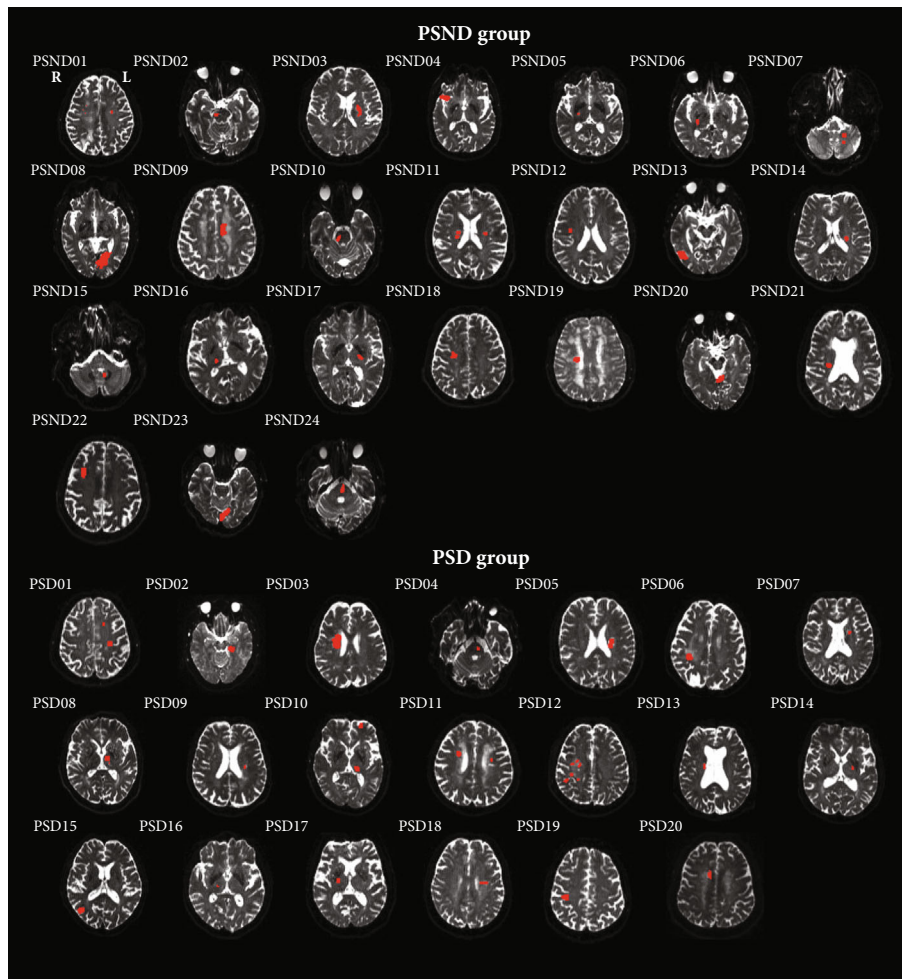 PSND group
PSND01 PSND02 PSND03 PSND04 PSND05 PSND06 PSND07
R L
PSND08 PSND09 PSND10 PSND11 PSND12 PSND13 PSND14
PSND15 PSND16 PSND17 PSND18 PSND19 PSND20 PSND21
PSND22 PSND23 PSND24
PSD group
PSD01 PSD02 PSD03 PSD04 PSD05 PSD06 PSD07
PSD08 PSD09 PSD10 PSD11 PSD12 PSD13 PSD14
PSD15 PSD16 PSD17 PSD18 PSD19 PSD20